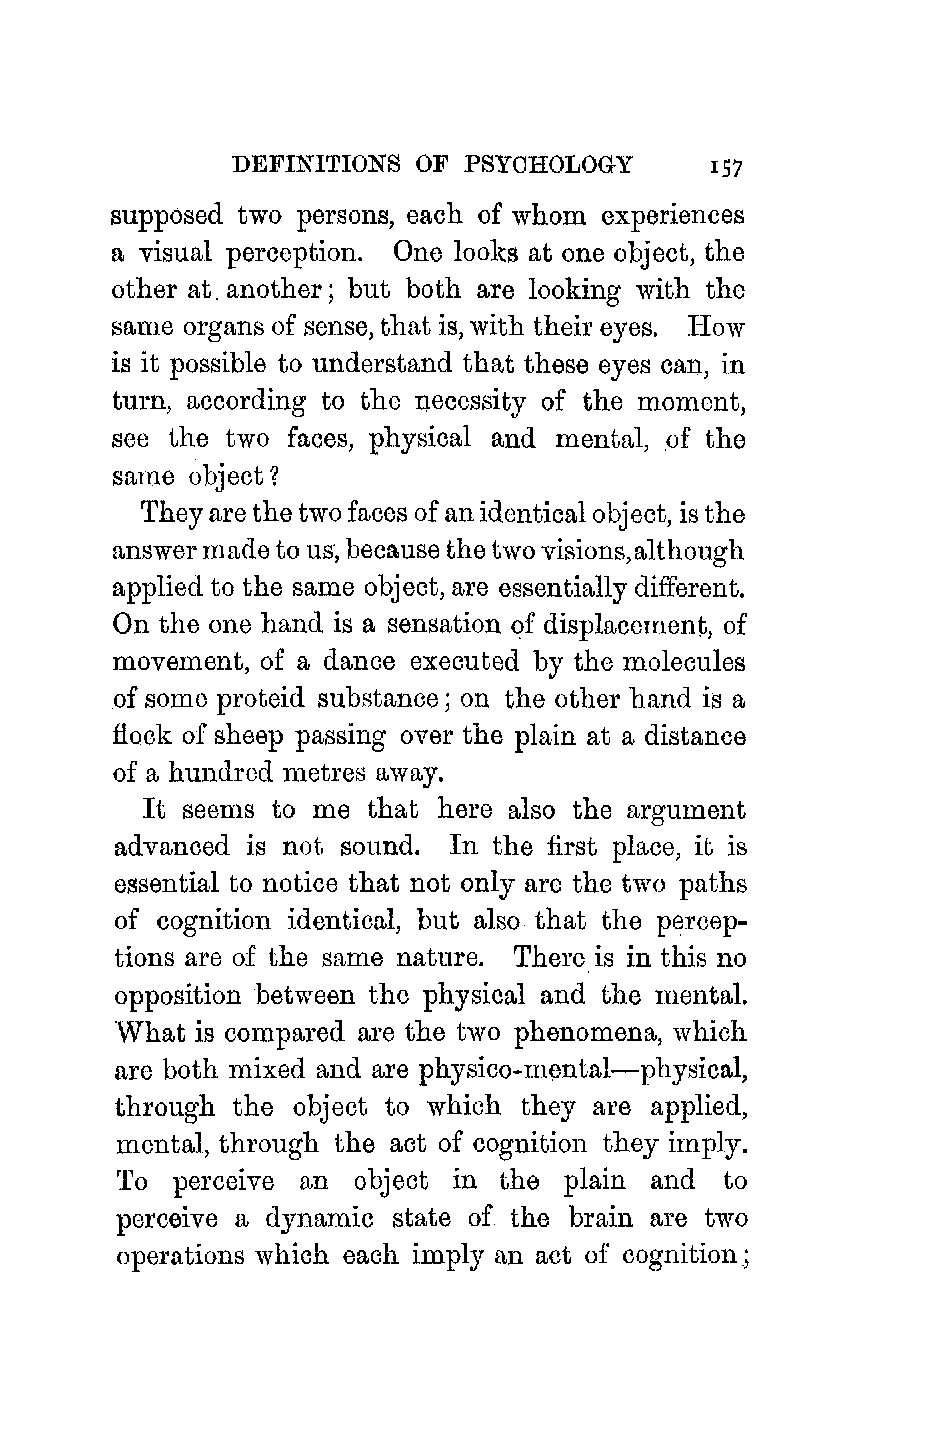 DEFINITIONS OF PSYCHOLOGY 157
supposed two persons, each of whom experiences
a visual perception. One looks at one object, the
other at another; but both are looking with the
same organs of sense, that is, with their eyes. How
is it possible to understand that these eyes can, in
turn, according to the necessity of the moment,
see the two faces, physical and mental, of the
same object?
They are the two faces of an identical object, is the
answer made to us, because the two visions, although
applied to the same object, are essentially different.
On the one hand is a sensation of displacement, of
movement, of a dance executed by the molecules
of some proteid substance; on the other hand is a
flock of sheep passing over the plain at a distance
of a hundred metres away.
It seems to me that here also the argument
advanced is not sound. In the first place, it is
essential to notice that not only are the two paths
of cognition identical, but also that the percep-
tions are of the same nature. There is in this no
opposition between the physical and the mental.
What is compared are the two phenomena, which
are both mixed and are physico-mental—physical,
through the object to which they are applied,
mental, through the act of cognition they imply.
To perceive an object in the plain and to
perceive a dynamic state of the brain are two
operations which each imply an act of cognition;